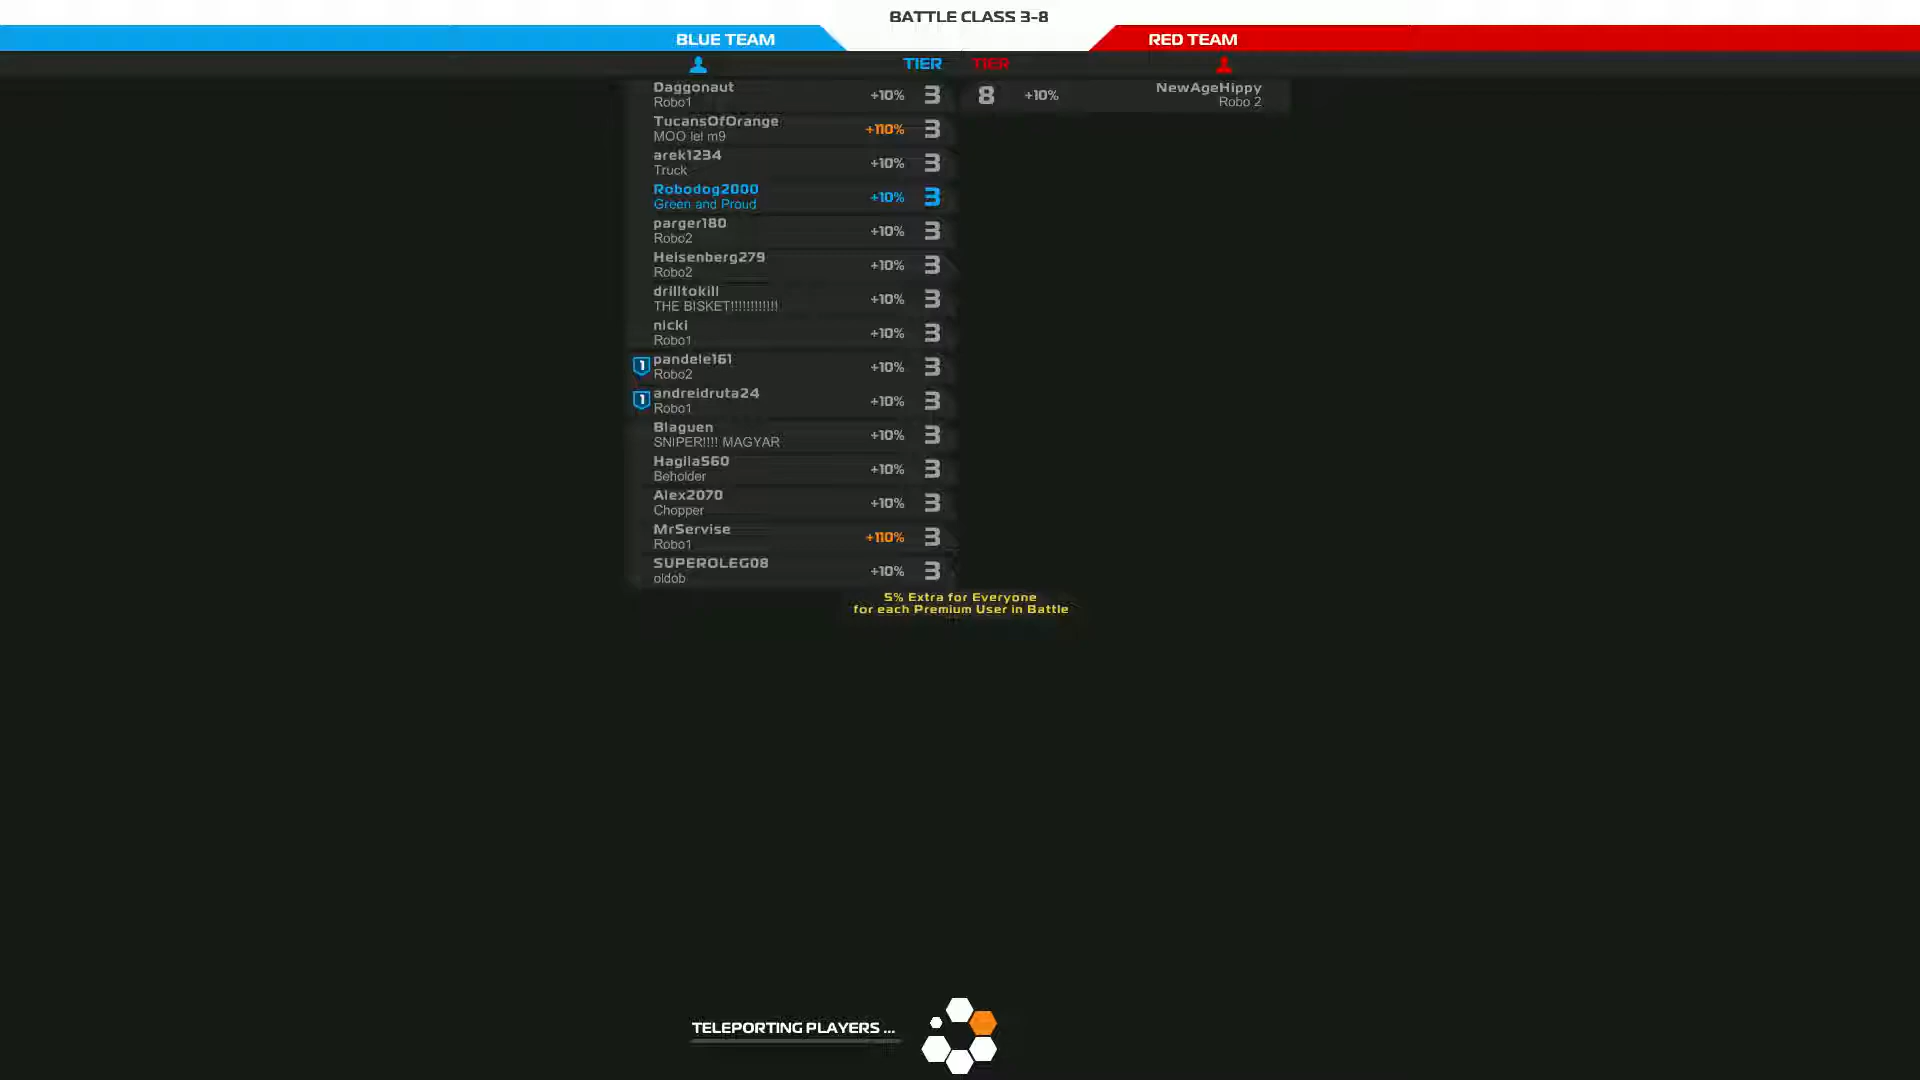 BATTLE CLASS 3-8
BLUE TEAM
RED TEAM
TIER
TIER
Daggonaut
Robo1
+10%
3
8
+10%
NewAgeHippy
Robo 2
TucansOfOrange
MOO lel m9
+110%
3
arek1234
Truck
+10%
3
Robodog2000
Green and Proud
+10%
3
parger180
Robo2
+10%
3
Heisenberg279
Robo2
+10%
3
drilltokill
THE BISKET!!!!!!!!!!!!
+10%
3
nicki
Robo1
+10%
3
1
pandele161
Robo2
+10%
3
1
andreidruta24
Robo1
+10%
3
Blaguen
SNIPER!!!! MAGYAR
+10%
3
Hagila560
Beholder
+10%
3
Alex2070
Chopper
+10%
3
MrServise
Robo1
+110%
3
SUPEROLEG08
oldob
+10%
3
5% Extra for Everyone
for each Premium User in Battle
TELEPORTING PLAYERS ...